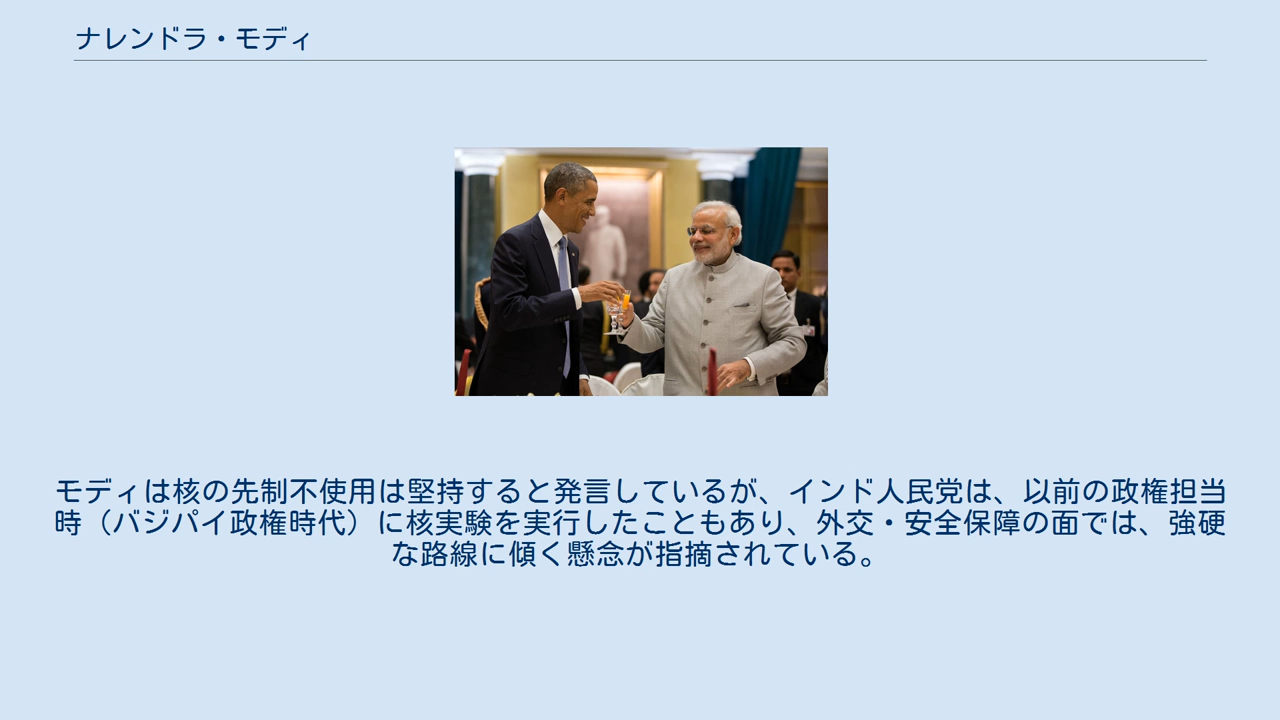 ナレンドラ・モディ
モディは核の先制不使用は堅持すると発言しているが、インド人民党は、以前の政権担当
時（バジパイ政権時代）に核実験を実行したこともあり、外交・安全保障の面では、強硬
な路線に傾く懸念が指摘されている。